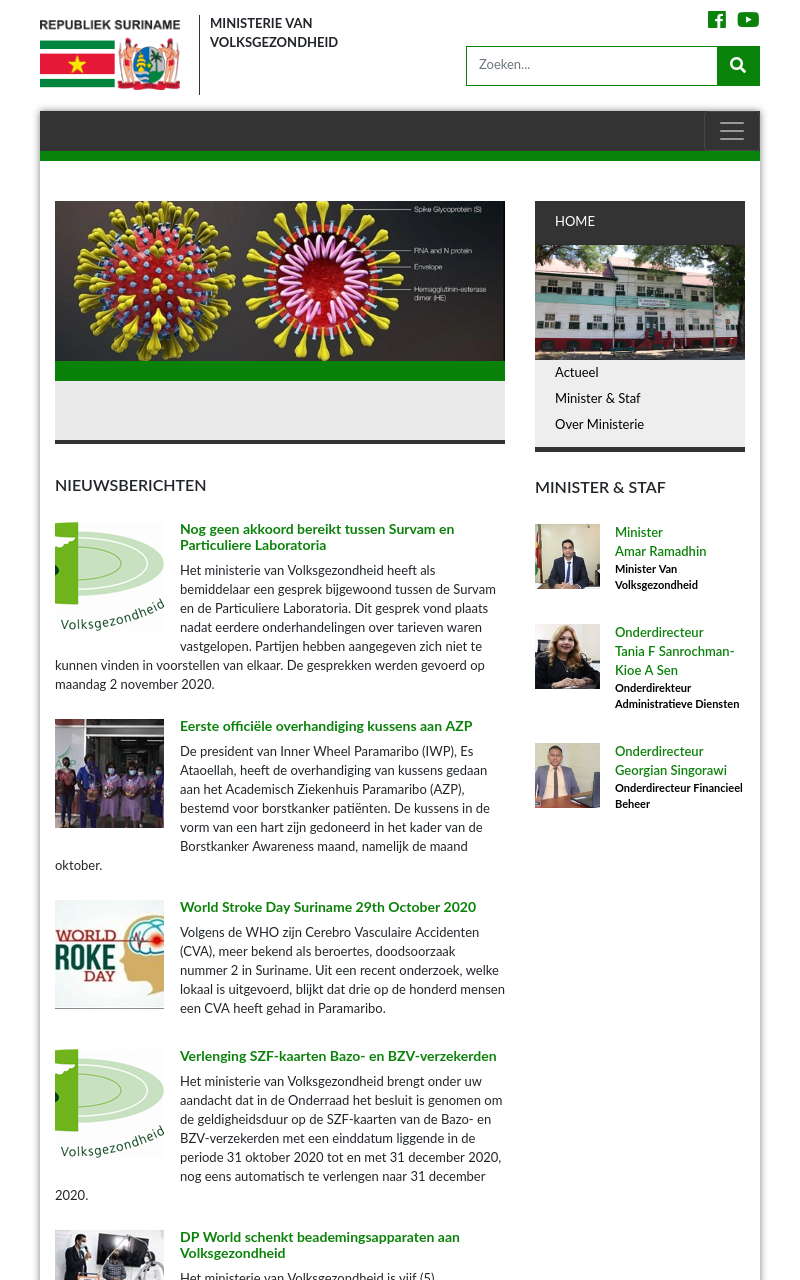 REPUBLIEK SURINAME
MINISTERIE VAN
VOLKSGEZONDHEID
Zoeken...
Spike Glycoprotein (S)
RNA and N protein
Envelope
Hemagglutinin-esterase
dimer (HE)
HOME
Actueel
Minister & Staf
Over Ministerie
NIEUWSBERICHTEN
Volksgezondheid
Nog geen akkoord bereikt tussen Survam en
Particuliere Laboratoria
Het ministerie van Volksgezondheid heeft als
bemiddelaar een gesprek bijgewoond tussen de Survam
en de Particuliere Laboratoria. Dit gesprek vond plaats
nadat eerdere onderhandelingen over tarieven waren
vastgelopen. Partijen hebben aangegeven zich niet te
kunnen vinden in voorstellen van elkaar. De gesprekken werden gevoerd op
maandag 2 november 2020.
Eerste officiële overhandiging kussens aan AZP
De president van Inner Wheel Paramaribo (IWP), Es
Ataoellah, heeft de overhandiging van kussens gedaan
aan het Academisch Ziekenhuis Paramaribo (AZP),
bestemd voor borstkanker patiënten. De kussens in de
vorm van een hart zijn gedoneerd in het kader van de
Borstkanker Awareness maand, namelijk de maand
oktober.
WORLD
ROKE
DAY
World Stroke Day Suriname 29th October 2020
Volgens de WHO zijn Cerebro Vasculaire Accidenten
(CVA), meer bekend als beroertes, doodsoorzaak
nummer 2 in Suriname. Uit een recent onderzoek, welke
lokaal is uitgevoerd, blijkt dat drie op de honderd mensen
een CVA heeft gehad in Paramaribo.
Volksgezondheid
Verlenging SZF-kaarten Bazo- en BZV-verzekerden
Het ministerie van Volksgezondheid brengt onder uw
aandacht dat in de Onderraad het besluit is genomen om
de geldigheidsduur op de SZF-kaarten van de Bazo- en
BZV-verzekerden met een einddatum liggende in de
periode 31 oktober 2020 tot en met 31 december 2020,
nog eens automatisch te verlengen naar 31 december
2020.
DP World schenkt beademingsapparaten aan
Volksgezondheid
Het ministerie van Volksgezondheid is vijf (5)
MINISTER & STAF
Minister
Amar Ramadhin
Minister Van
Volksgezondheid
Onderdirecteur
Tania F Sanrochman-
Kioe A Sen
Onderdirekteur
Administratieve Diensten
Onderdirecteur
Georgian Singorawi
Onderdirecteur Financieel
Beheer